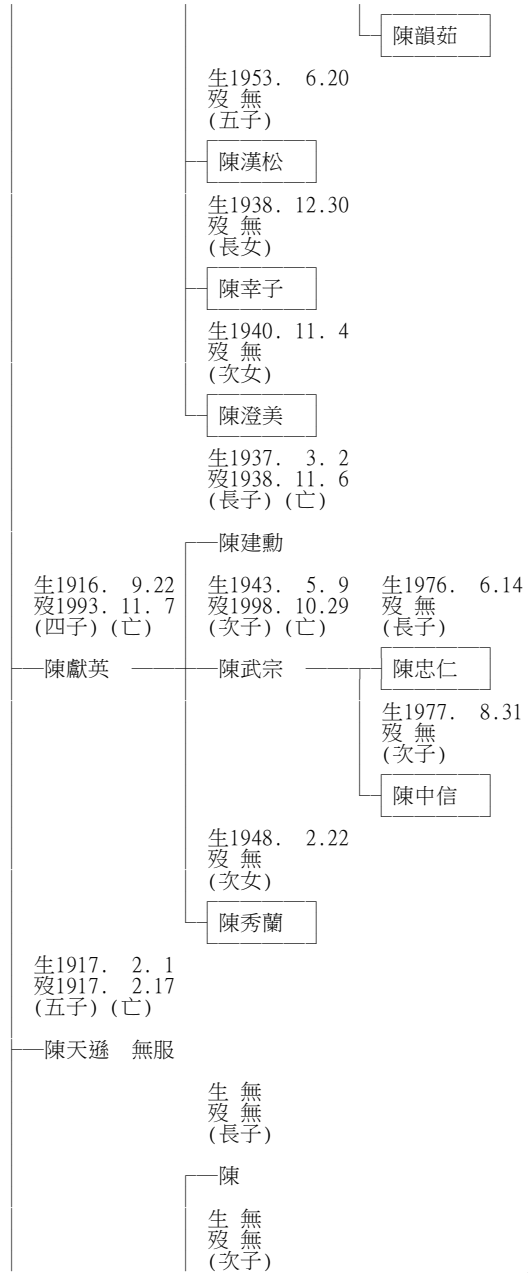 陳韻茹
生1953. 6.20
歿 無
(五子)
陳漢松
生1938. 12.30
歿 無
(長女)
陳幸子
生1940. 11. 4
歿 無
(次女)
陳澄美
生1937. 3. 2
歿1938. 11. 6
(長子) (亡)
陳建勳
生1916. 9.22 生1943. 5. 9 生1976. 6.14
歿1993. 11. 7 歿1998. 10.29 歿 無
(四子) (亡) (次子) (亡) (長子)
陳獻英 陳武宗 陳忠仁
生1977. 8.31
歿 無
(次子)
陳中信
生1948. 2.22
歿 無
(次女)
陳秀蘭
生1917. 2. 1
歿1917. 2.17
(五子) (亡)
陳天遜 無服
生 無
歿 無
(長子)
陳
生 無
歿 無
(次子)